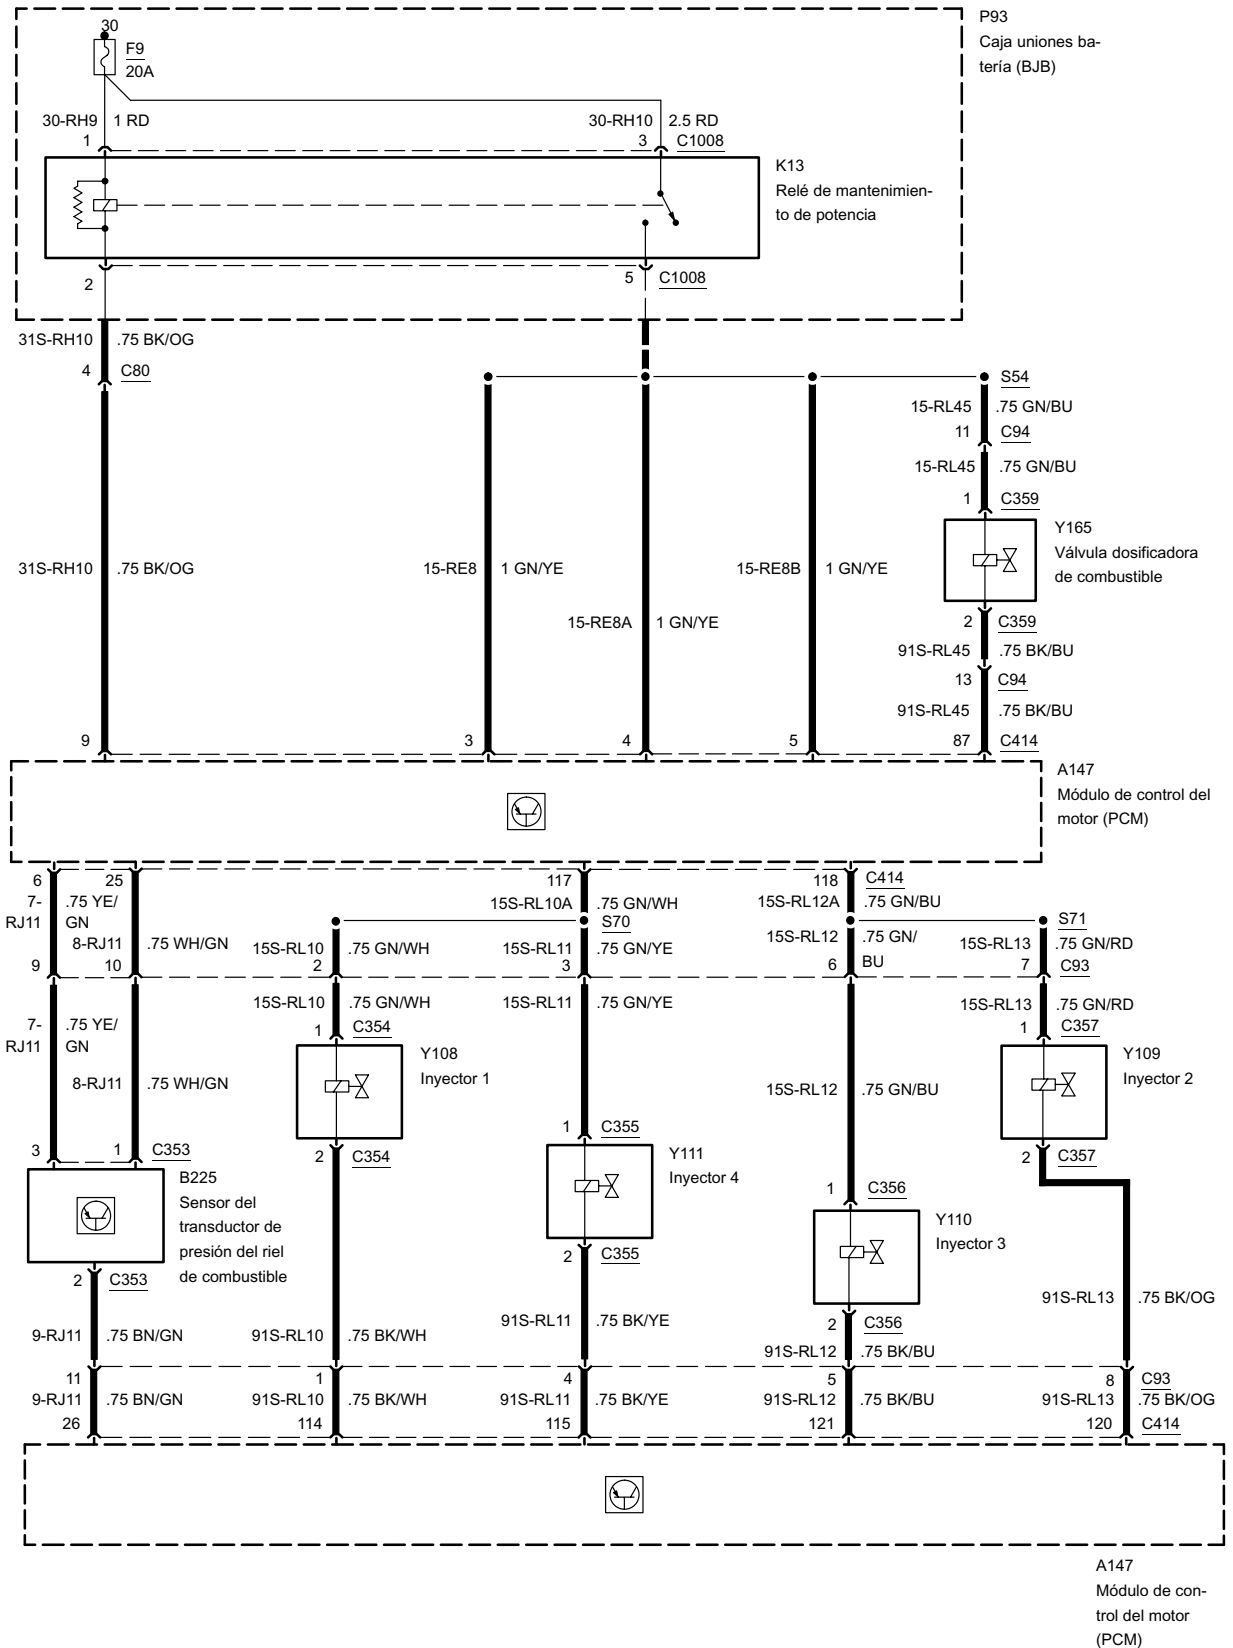 30
P93
Caja uniones ba-
tería (BJB)
F9
20A
30-RH9 1 RD
30-RH10 2.5 RD
1
3 C1008
K13
Relé de mantenimien-
to de potencia
2
5 C1008
31S-RH10 .75 BK/OG
4 C80
S54
15-RL45 .75 GN/BU
11 C94
15-RL45 .75 GN/BU
1 C359
Y165
Válvula dosificadora
de combustible
31S-RH10 .75 BK/OG
15-RE8 1 GN/YE
15-RE8B 1 GN/YE
15-RE8A 1 GN/YE
2 C359
91S-RL45 .75 BK/BU
13 C94
91S-RL45 .75 BK/BU
9
3
4
5
87 C414
A147
Módulo de control del
motor (PCM)
6
25
117
118 C414
7-
RJ11
.75 YE/
GN
15S-RL10A .75 GN/WH
15S-RL12A .75 GN/BU
S70
S71
8-RJ11 .75 WH/GN
15S-RL10 .75 GN/WH
15S-RL11 .75 GN/YE
15S-RL12 .75 GN/
BU
15S-RL13 .75 GN/RD
9
10
2
3
6
7 C93
15S-RL10 .75 GN/WH
15S-RL11 .75 GN/YE
15S-RL13 .75 GN/RD
7-
RJ11
.75 YE/
GN
1 C354
1 C357
Y108
Inyector 1
Y109
Inyector 2
8-RJ11 .75 WH/GN
15S-RL12 .75 GN/BU
1 C355
3
1 C353
2 C354
Y111
Inyector 4
2 C357
B225
Sensor del
transductor de
presión del riel
de combustible
1 C356
Y110
Inyector 3
2 C355
2 C353
91S-RL13 .75 BK/OG
9-RJ11 .75 BN/GN
91S-RL10 .75 BK/WH
91S-RL11 .75 BK/YE
2 C356
91S-RL12 .75 BK/BU
11
1
4
5
8 C93
9-RJ11 .75 BN/GN
91S-RL10 .75 BK/WH
91S-RL11 .75 BK/YE
91S-RL12 .75 BK/BU
91S-RL13 .75 BK/OG
26
114
115
121
120 C414
A147
Módulo de con-
trol del motor
(PCM)